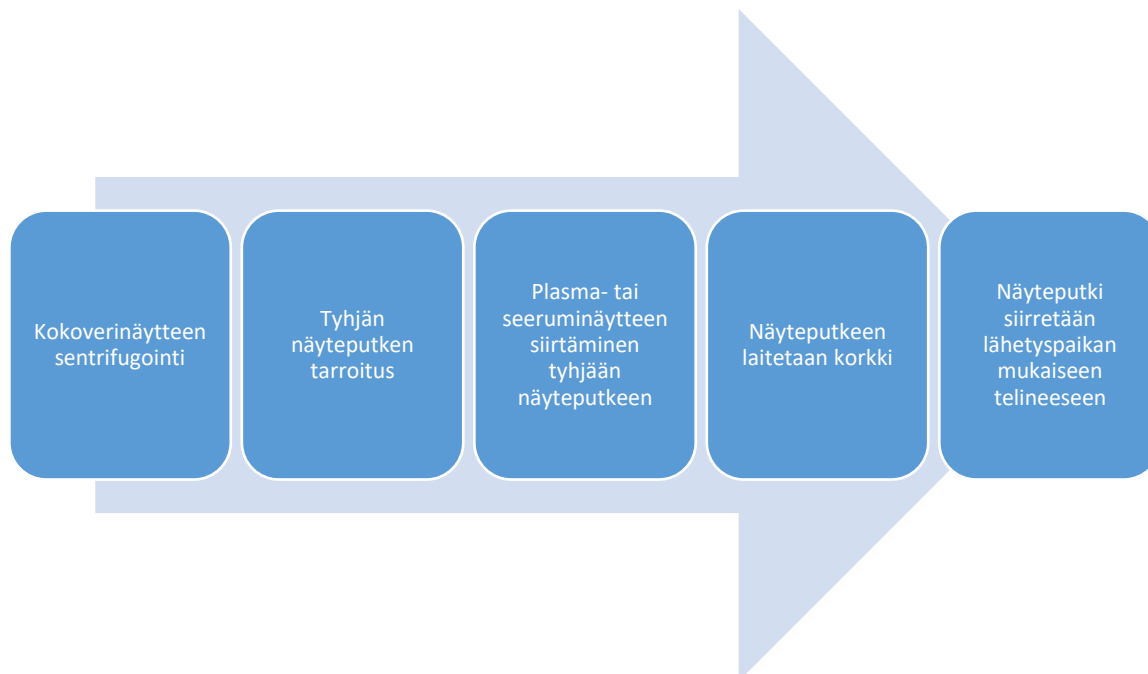 Kokoverinäytteen
sentrifugointi
Tyhjän
näyteputken
tarroitus
Plasma- tai
seeruminäytteen
siirtäminen
tyhjään
näyteputkeen
Näyteputkeen
laitetaan korkki
Näyteputki
siirretään
lähetyspaikan
mukaiseen
telineeseen